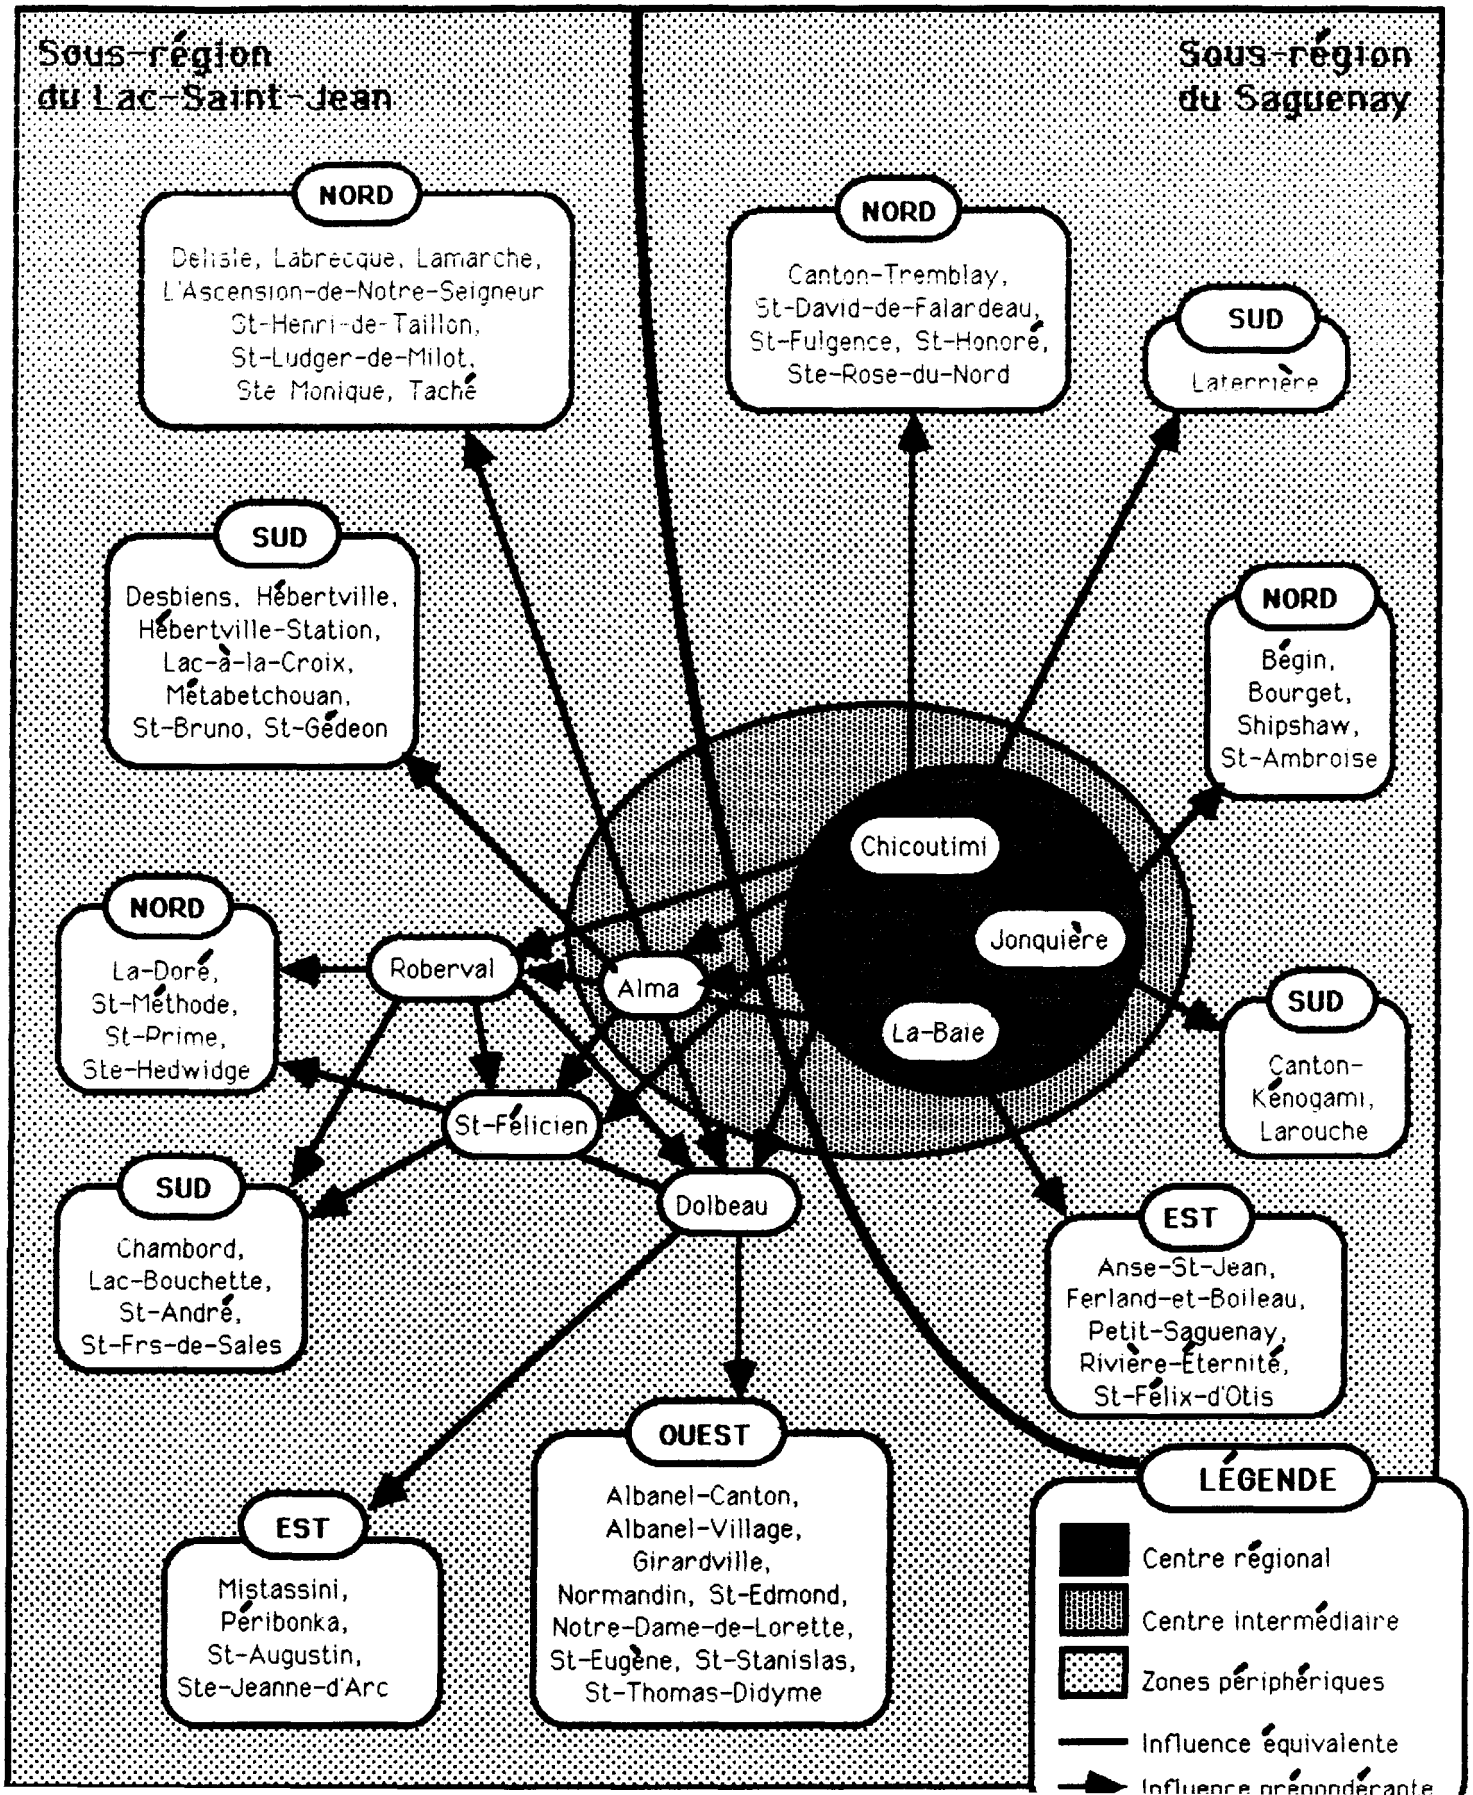 Sous-région
du Lac-Saint-Jean
Sous-région
du Saguenay
NORD
Delisle, Labrecque, Lamarche,
L'Ascension-de-Notre-Seigneur
St-Henri-de-Taillon,
St-Ludger-de-Milot,
Ste Monique, Taché
NORD
Canton-Tremblay,
St-David-de-Falardeau,
St-Fulgence, St-Honoré,
Ste-Rose-du-Nord
SUD
Laterrière
SUD
Desbiens, Hébertville,
Hébertville-Station,
Lac-à-la-Croix,
Métabetchouan,
St-Bruno, St-Gédeon
NORD
Bégin,
Bourget,
Shipshaw,
St-Ambroise
Chicoutimi
Jonquière
La-Baie
NORD
La-Doré,
St-Méthode,
St-Prime,
Ste-Hedwidge
Roberval
Alma
St-Félicien
Dolbeau
SUD
Canton-
Kénogami,
Larouche
SUD
Chambord,
Lac-Bouchette,
St-André,
St-Frs-de-Sales
EST
Anse-St-Jean,
Ferland-et-Boileau,
Petit-Saguenay,
Rivière-Éternité,
St-Félix-d'Otis
EST
Mistassini,
Péribonka,
St-Augustin,
Ste-Jeanne-d'Arc
OUEST
Albanel-Canton,
Albanel-Village,
Girardville,
Normandin, St-Edmond,
Notre-Dame-de-Lorette,
St-Eugène, St-Stanislas,
St-Thomas-Didyme
LÉGENDE
Centre régional
Centre intermédiaire
Zones périphériques
Influence équivalente
Influence prépondérante